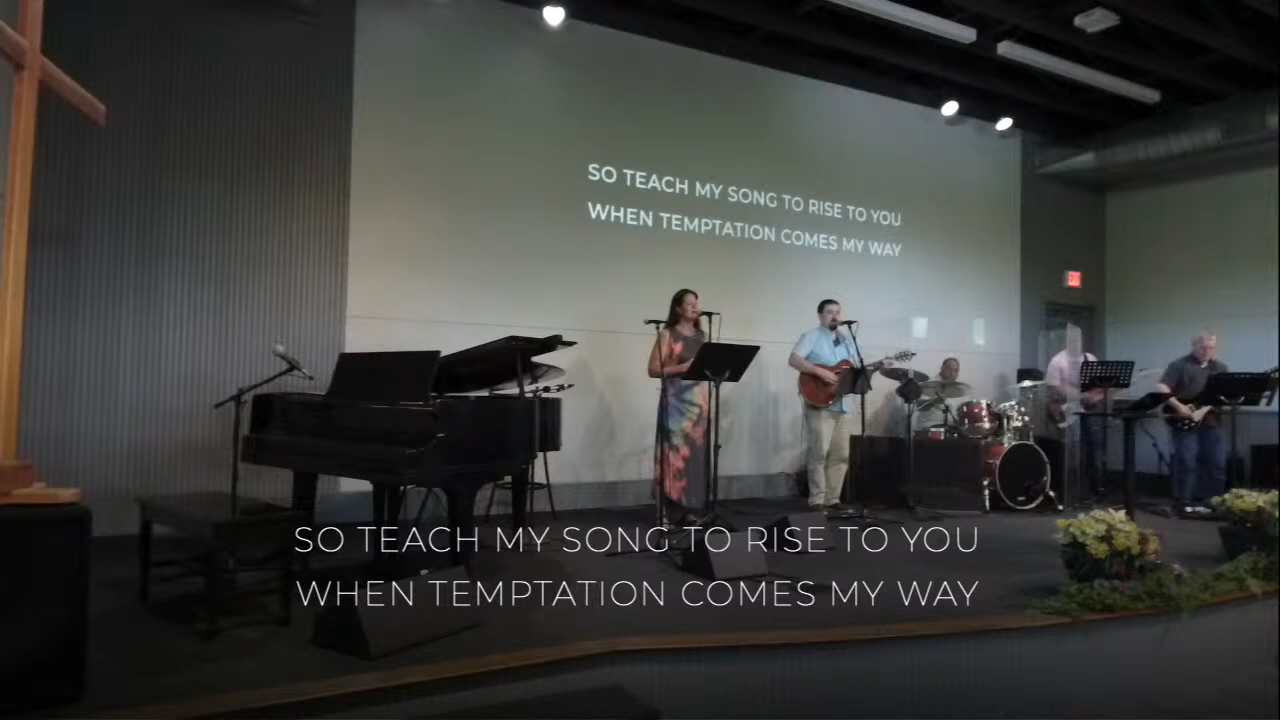 SO TEACH MY SONG TO RISE TO YOU
WHEN TEMPTATION COMES MY WAY
EXIT
SO TEACH MY SONG TO RISE TO YOU
WHEN TEMPTATION COMES MY WAY